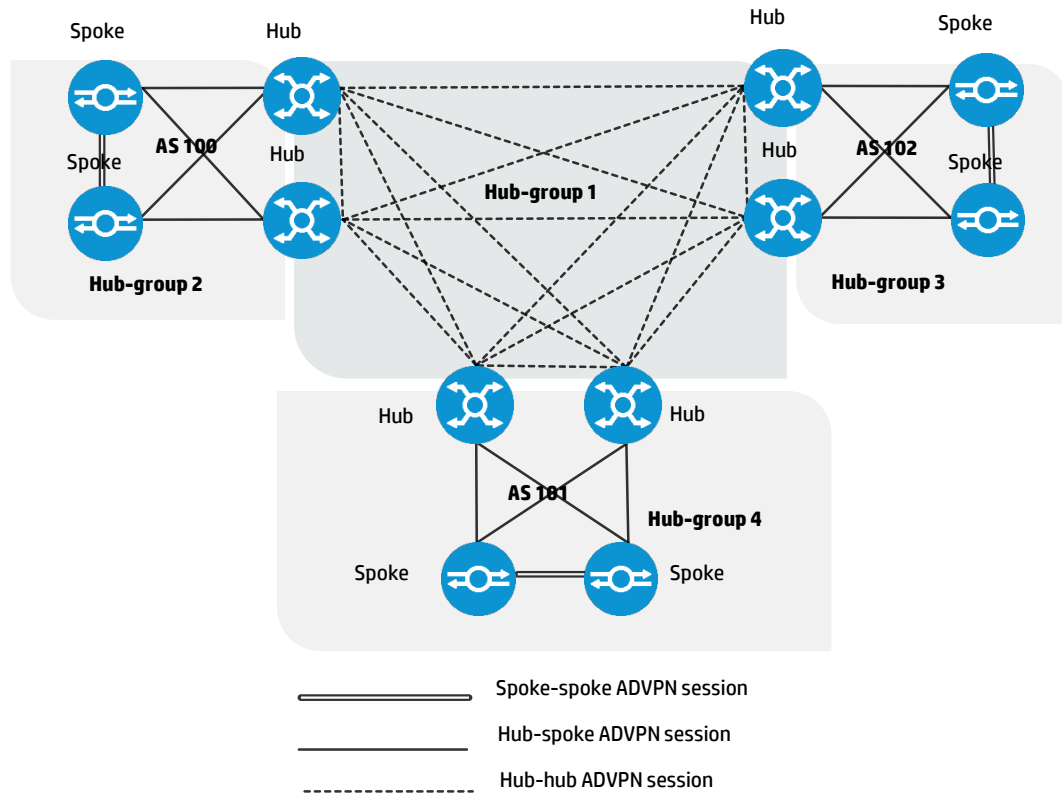 Spoke
Hub
Hub
Spoke
AS 100
Hub
Spoke
Hub
AS 102
Spoke
Hub-group 1
Hub-group 2
Hub-group 3
Hub
Hub
AS 101
Hub-group 4
Spoke
Spoke
Spoke-spoke ADVPN session
Hub-spoke ADVPN session
Hub-hub ADVPN session